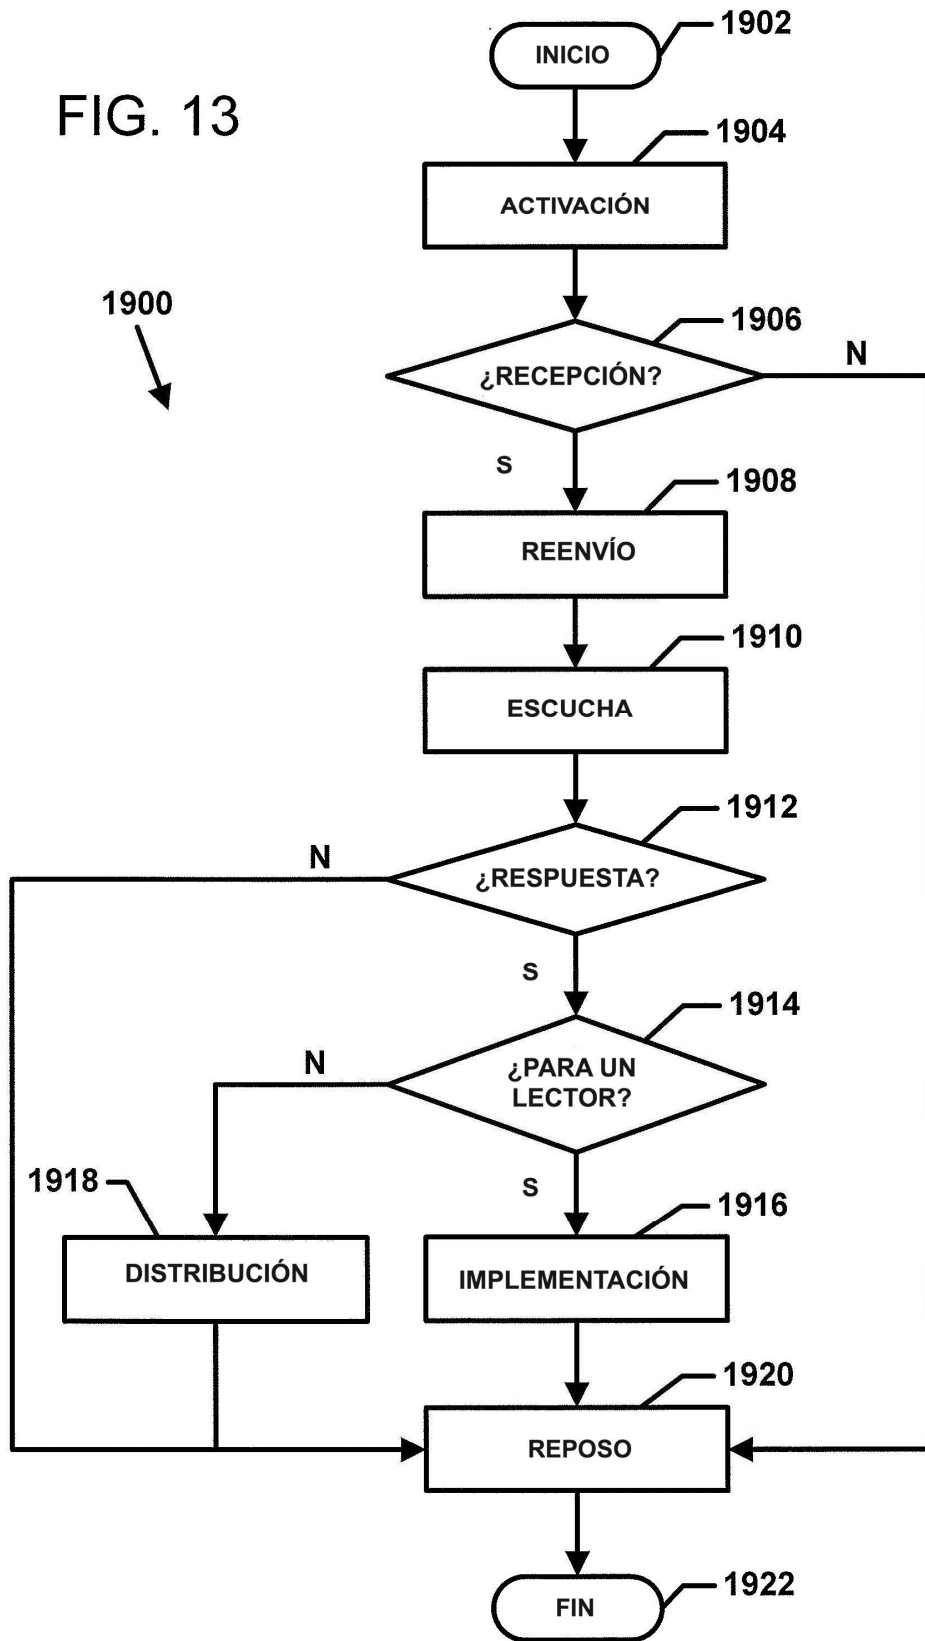 1902
INICIO
FIG. 13
1904
ACTIVACIÓN
1900
1906
¿RECEPCIÓN?
N
S
1908
REENVÍO
1910
ESCUCHA
1912
N
¿RESPUESTA?
S
1914
N
¿PARA UN
LECTOR?
S
1918
1916
DISTRIBUCIÓN
IMPLEMENTACIÓN
1920
REPOSO
1922
FIN